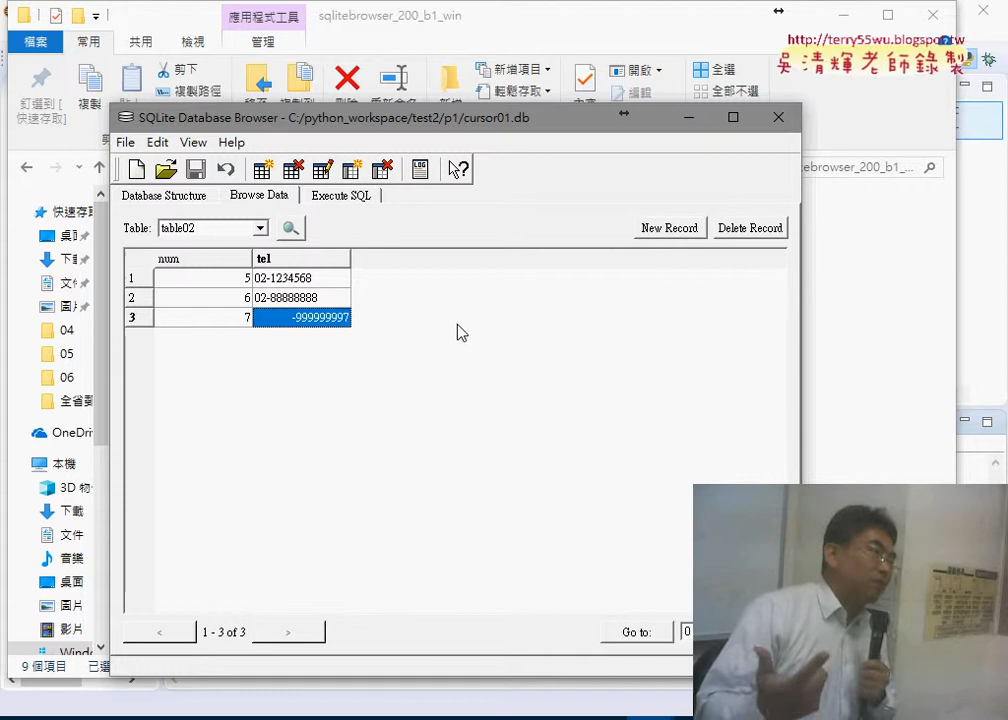 應用程式工具
sqlitebrowser_200_b1_win
檔案
常用
共用
檢視
管理
http://terry55wu.blogspot.tw
吳清輝老師錄製
釘選到 [
快速存取]
複製
剪下
複製路徑
新增項目
輕鬆存取
開啟
編輯
全選
全部不選
SQLite Database Browser - C:/python_workspace/test2/p1/cursor01.db
File Edit View Help
LOG
?
itebrowser_200_b1_...
Database Structure
Browse Data
Execute SQL
Table:
table02
New Record
Delete Record
num
tel
1
5
02-1234568
2
6
02-88888888
3
7
-999999997
<
1 - 3 of 3
>
Go to:
0
快速存取
桌面
下載
文件
圖片
04
05
06
OneDri
本機
3D 物
下載
文件
音樂
桌面
圖片
影片
Windo
9 個項目